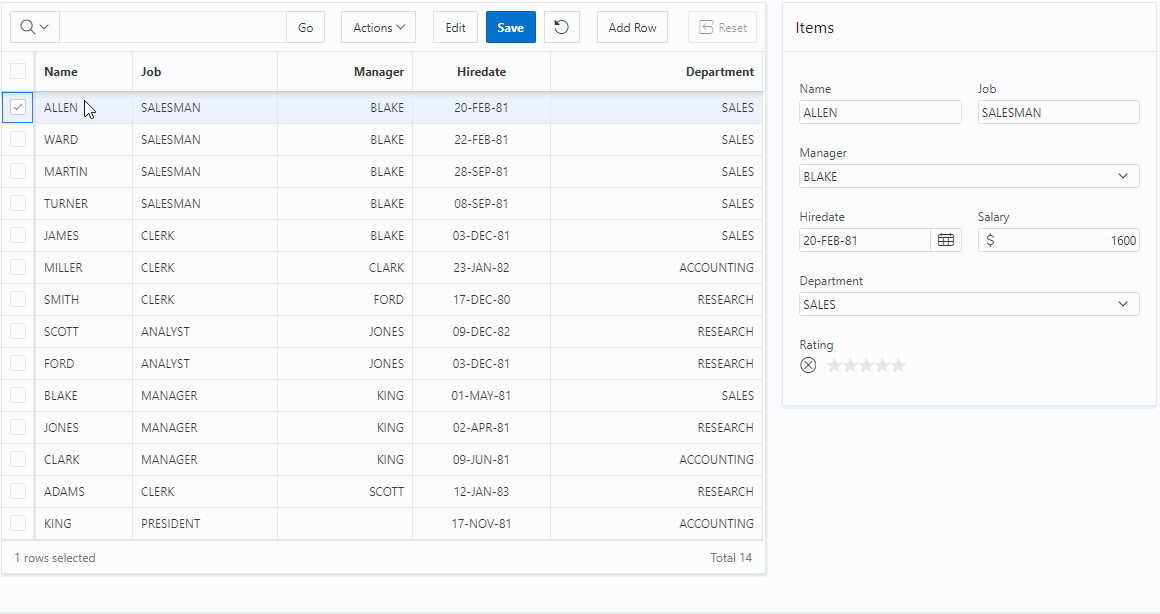 Go Actions Edit Save Add Row Reset
Name Job Manager Hiredate Department
ALLEN SALESMAN BLAKE 20-FEB-81 SALES
WARD SALESMAN BLAKE 22-FEB-81 SALES
MARTIN SALESMAN BLAKE 28-SEP-81 SALES
TURNER SALESMAN BLAKE 08-SEP-81 SALES
JAMES CLERK BLAKE 03-DEC-81 SALES
MILLER CLERK CLARK 23-JAN-82 ACCOUNTING
SMITH CLERK FORD 17-DEC-80 RESEARCH
SCOTT ANALYST JONES 09-DEC-82 RESEARCH
FORD ANALYST JONES 03-DEC-81 RESEARCH
BLAKE MANAGER KING 01-MAY-81 SALES
JONES MANAGER KING 02-APR-81 RESEARCH
CLARK MANAGER KING 09-JUN-81 ACCOUNTING
ADAMS CLERK SCOTT 12-JAN-83 RESEARCH
KING PRESIDENT 17-NOV-81 ACCOUNTING
1 rows selected Total 14
Items
Name Job
ALLEN SALESMAN
Manager
BLAKE
Hiredate Salary
20-FEB-81 $ 1600
Department
SALES
Rating